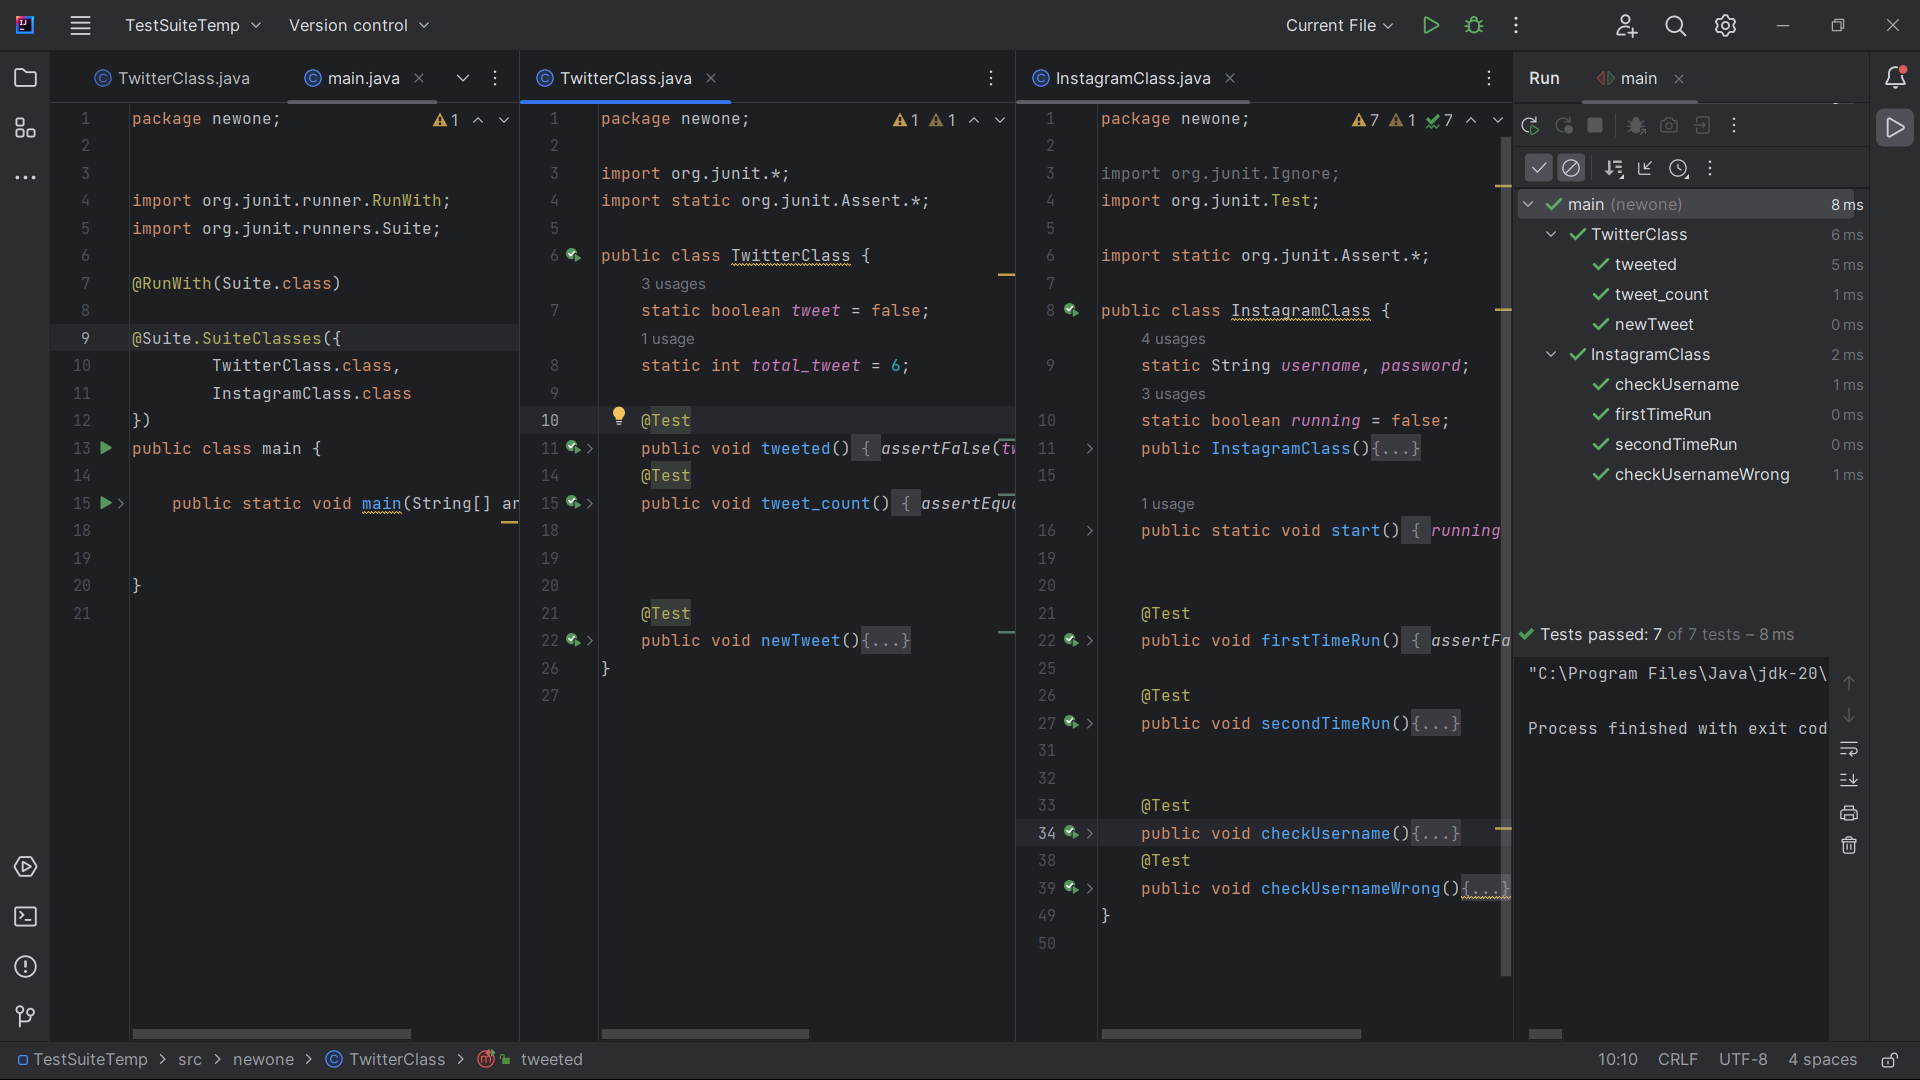 TestSuiteTemp
Version control
Current File
TwitterClass.java
main.java
1 package newone; 1
2
3
4 import org.junit.runner.RunWith;
5 import org.junit.runners.Suite;
6
7 @RunWith(Suite.class)
8
9 @Suite.SuiteClasses({
10 TwitterClass.class,
11 InstagramClass.class
12 })
13 public class main {
14
15 public static void main(String[] ar
18
19
20 }
21
TwitterClass.java
1 package newone; 1 1
2
3 import org.junit.*;
4 import static org.junit.Assert.*;
5
6 public class TwitterClass {
3 usages
7 static boolean tweet = false;
1 usage
8 static int total_tweet = 6;
9
10 @Test
11 public void tweeted() { assertFalse(tw
14 @Test
15 public void tweet_count() { assertEqua
18
19
20
21 @Test
22 public void newTweet(){...}
26 }
27
InstagramClass.java
1 package newone; 7 1 7
2
3 import org.junit.Ignore;
4 import org.junit.Test;
5
6 import static org.junit.Assert.*;
7
8 public class InstagramClass {
4 usages
9 static String username, password;
3 usages
10 static boolean running = false;
11 public InstagramClass(){...}
15
1 usage
16 public static void start() { running
19
20
21 @Test
22 public void firstTimeRun() { assertFa
25
26 @Test
27 public void secondTimeRun(){...}
31
32
33 @Test
34 public void checkUsername(){...}
38 @Test
39 public void checkUsernameWrong(){...}
49 }
50
Run
main
main (newone) 8 ms
TwitterClass 6 ms
tweeted 5 ms
tweet_count 1 ms
newTweet 0 ms
InstagramClass 2 ms
checkUsername 1 ms
firstTimeRun 0 ms
secondTimeRun 0 ms
checkUsernameWrong 1 ms
Tests passed: 7 of 7 tests – 8 ms
"C:\Program Files\Java\jdk-20\
Process finished with exit cod
TestSuiteTemp > src > newone > TwitterClass > tweeted
10:10 CRLF UTF-8 4 spaces